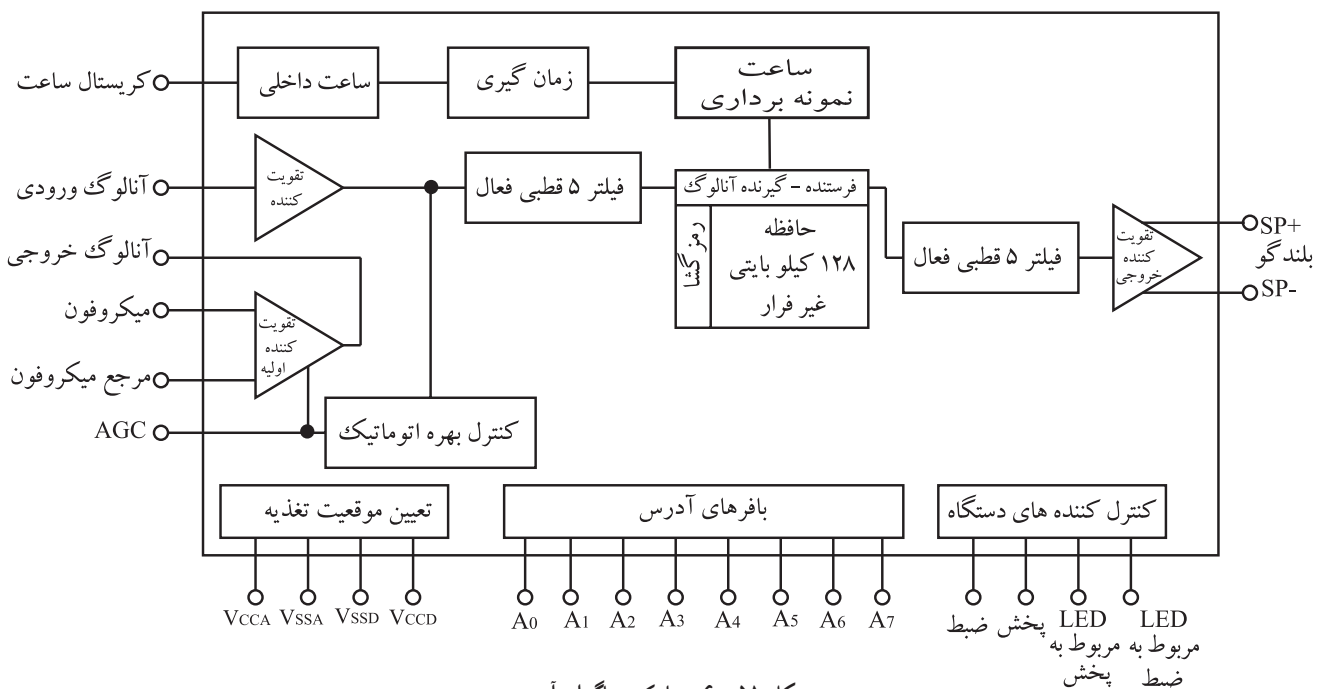 کریستال ساعت
ساعت داخلی
زمان گیری
ساعت
نمونه برداری
آنالوگ ورودی
تقویت
کننده
فیلتر ۵ قطبی فعال
فرستنده - گیرنده آنالوگ
رمز گشا
حافظه
۱۲۸ کیلو بایتی
غیر فرار
فیلتر ۵ قطبی فعال
تقویت
کننده
خروجی
SP+
بلندگو
SP-
آنالوگ خروجی
میکروفون
تقویت
کننده
اولیه
مرجع میکروفون
AGC
کنترل بهره اتوماتیک
تعیین موقعیت تغذیه
بافرهای آدرس
کنترل کننده های دستگاه
VCCA
VSSA
VSSD
VCCD
A0
A1
A2
A3
A4
A5
A6
A7
ضبط
پخش
LED
مربوط به
پخش
LED
مربوط به
ضبط